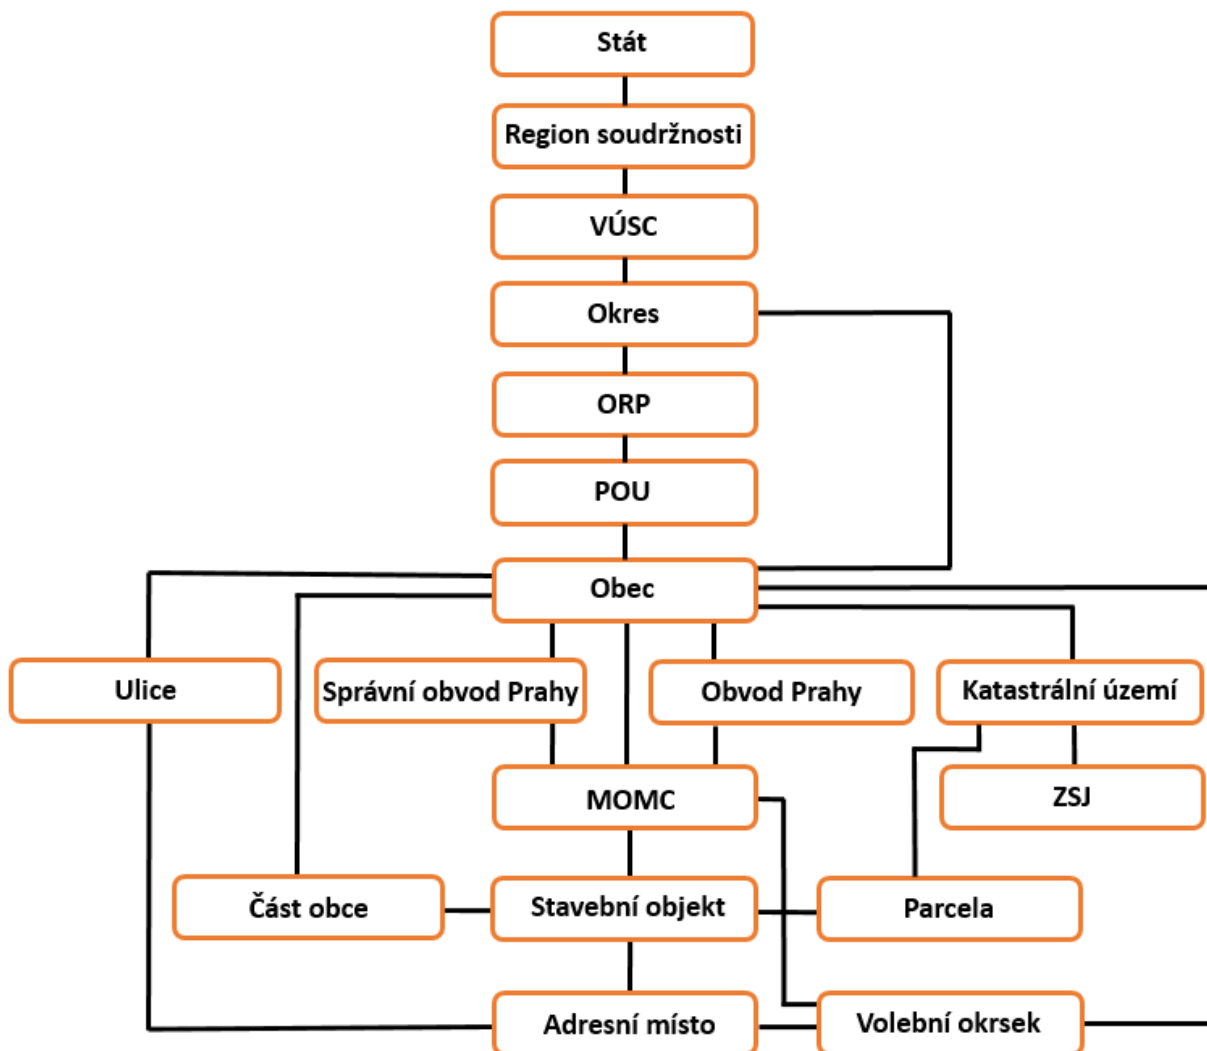 Stát
Region soudržnosti
VÚSC
Okres
ORP
POU
Obec
Ulice
Správní obvod Prahy
Obvod Prahy
Katastrální území
MOMC
ZSJ
Část obce
Stavební objekt
Parcela
Adresní místo
Volební okrsek